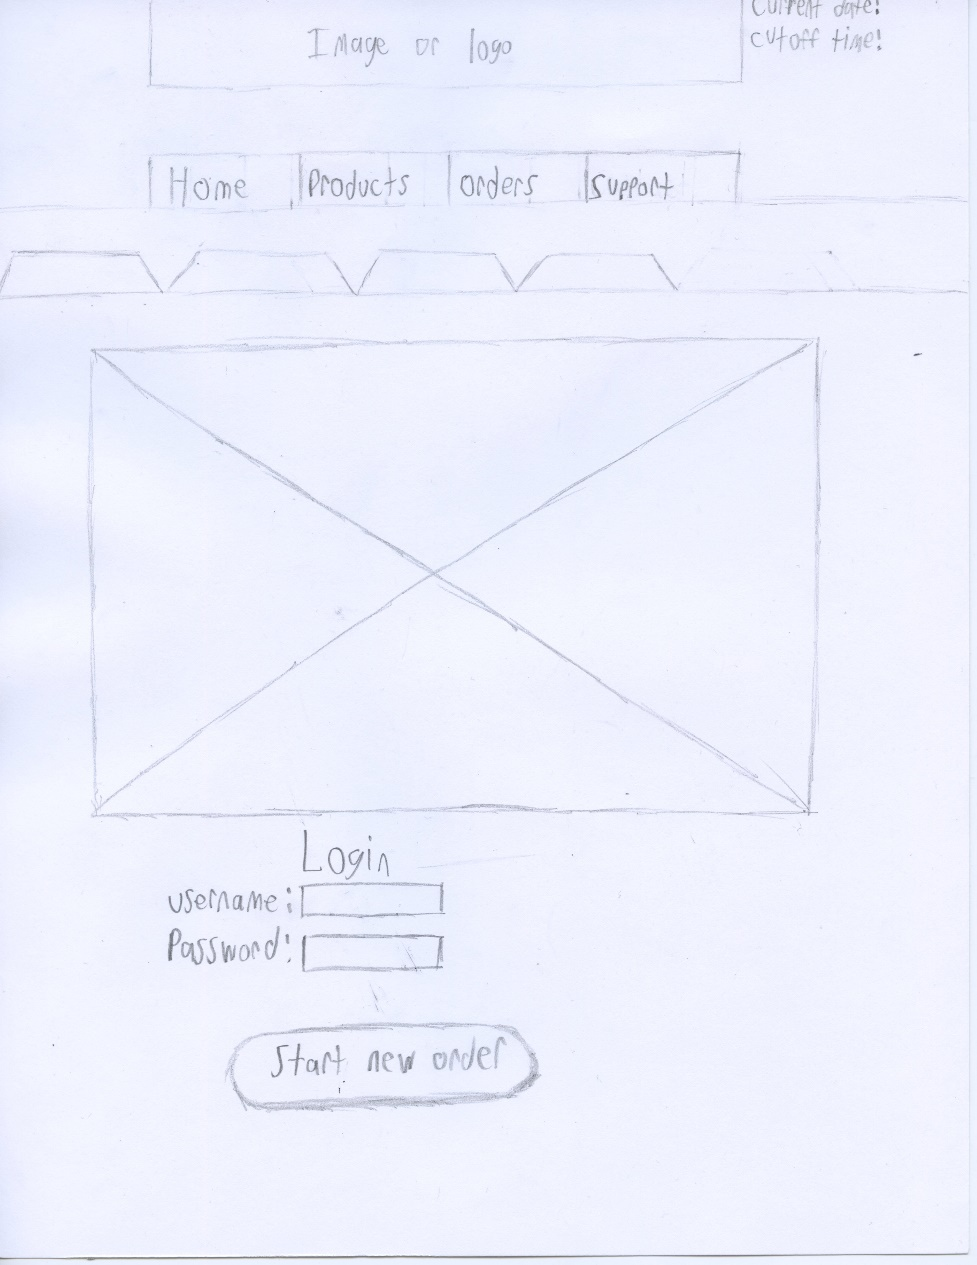 Current date:
cutoff time:
Image or logo
Home Products orders support
Login
username:
Password:
Start new order